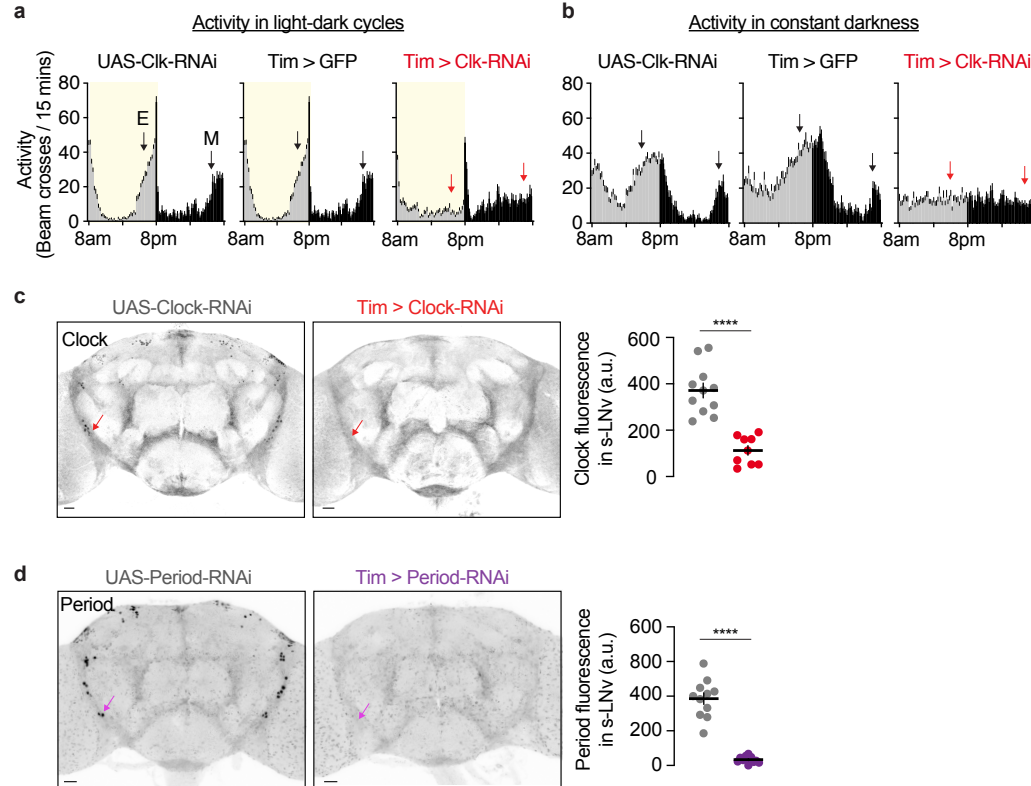 a
Activity in light-dark cycles
UAS-Clk-RNAi
Tim > GFP
Tim > Clk-RNAi
Activity
(Beam crosses / 15 mins)
80
60
40
20
0
E
M
8am
8pm
8am
8pm
8am
8pm
b
Activity in constant darkness
UAS-Clk-RNAi
Tim > GFP
Tim > Clk-RNAi
80
60
40
20
0
8am
8pm
8am
8pm
8am
8pm
c
UAS-Clock-RNAi
Tim > Clock-RNAi
Clock
Clock fluorescence
in s-LNv (a.u.)
600
400
200
0
****
d
UAS-Period-RNAi
Tim > Period-RNAi
Period
Period fluorescence
in s-LNv (a.u.)
600
400
200
0
****